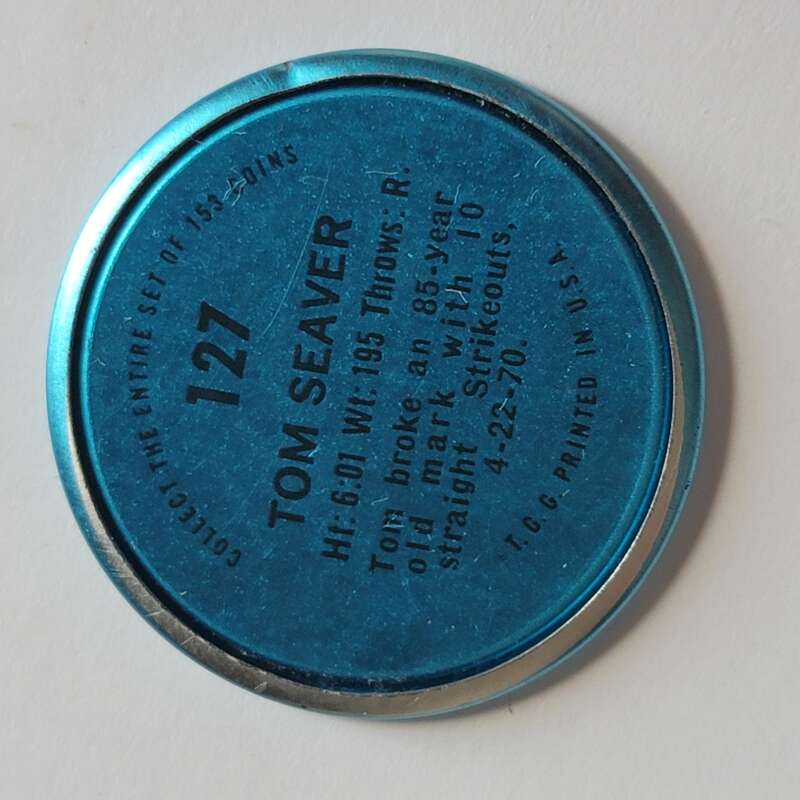 COLLECT THE ENTIRE SET OF 153 COINS
127
TOM SEAVER
Ht: 6:01 Wt: 195 Throws: R.
Tom broke an 85-year
old mark with 10
straight Strikeouts,
4-22-70.
T.C.G. PRINTED IN U.S.A.